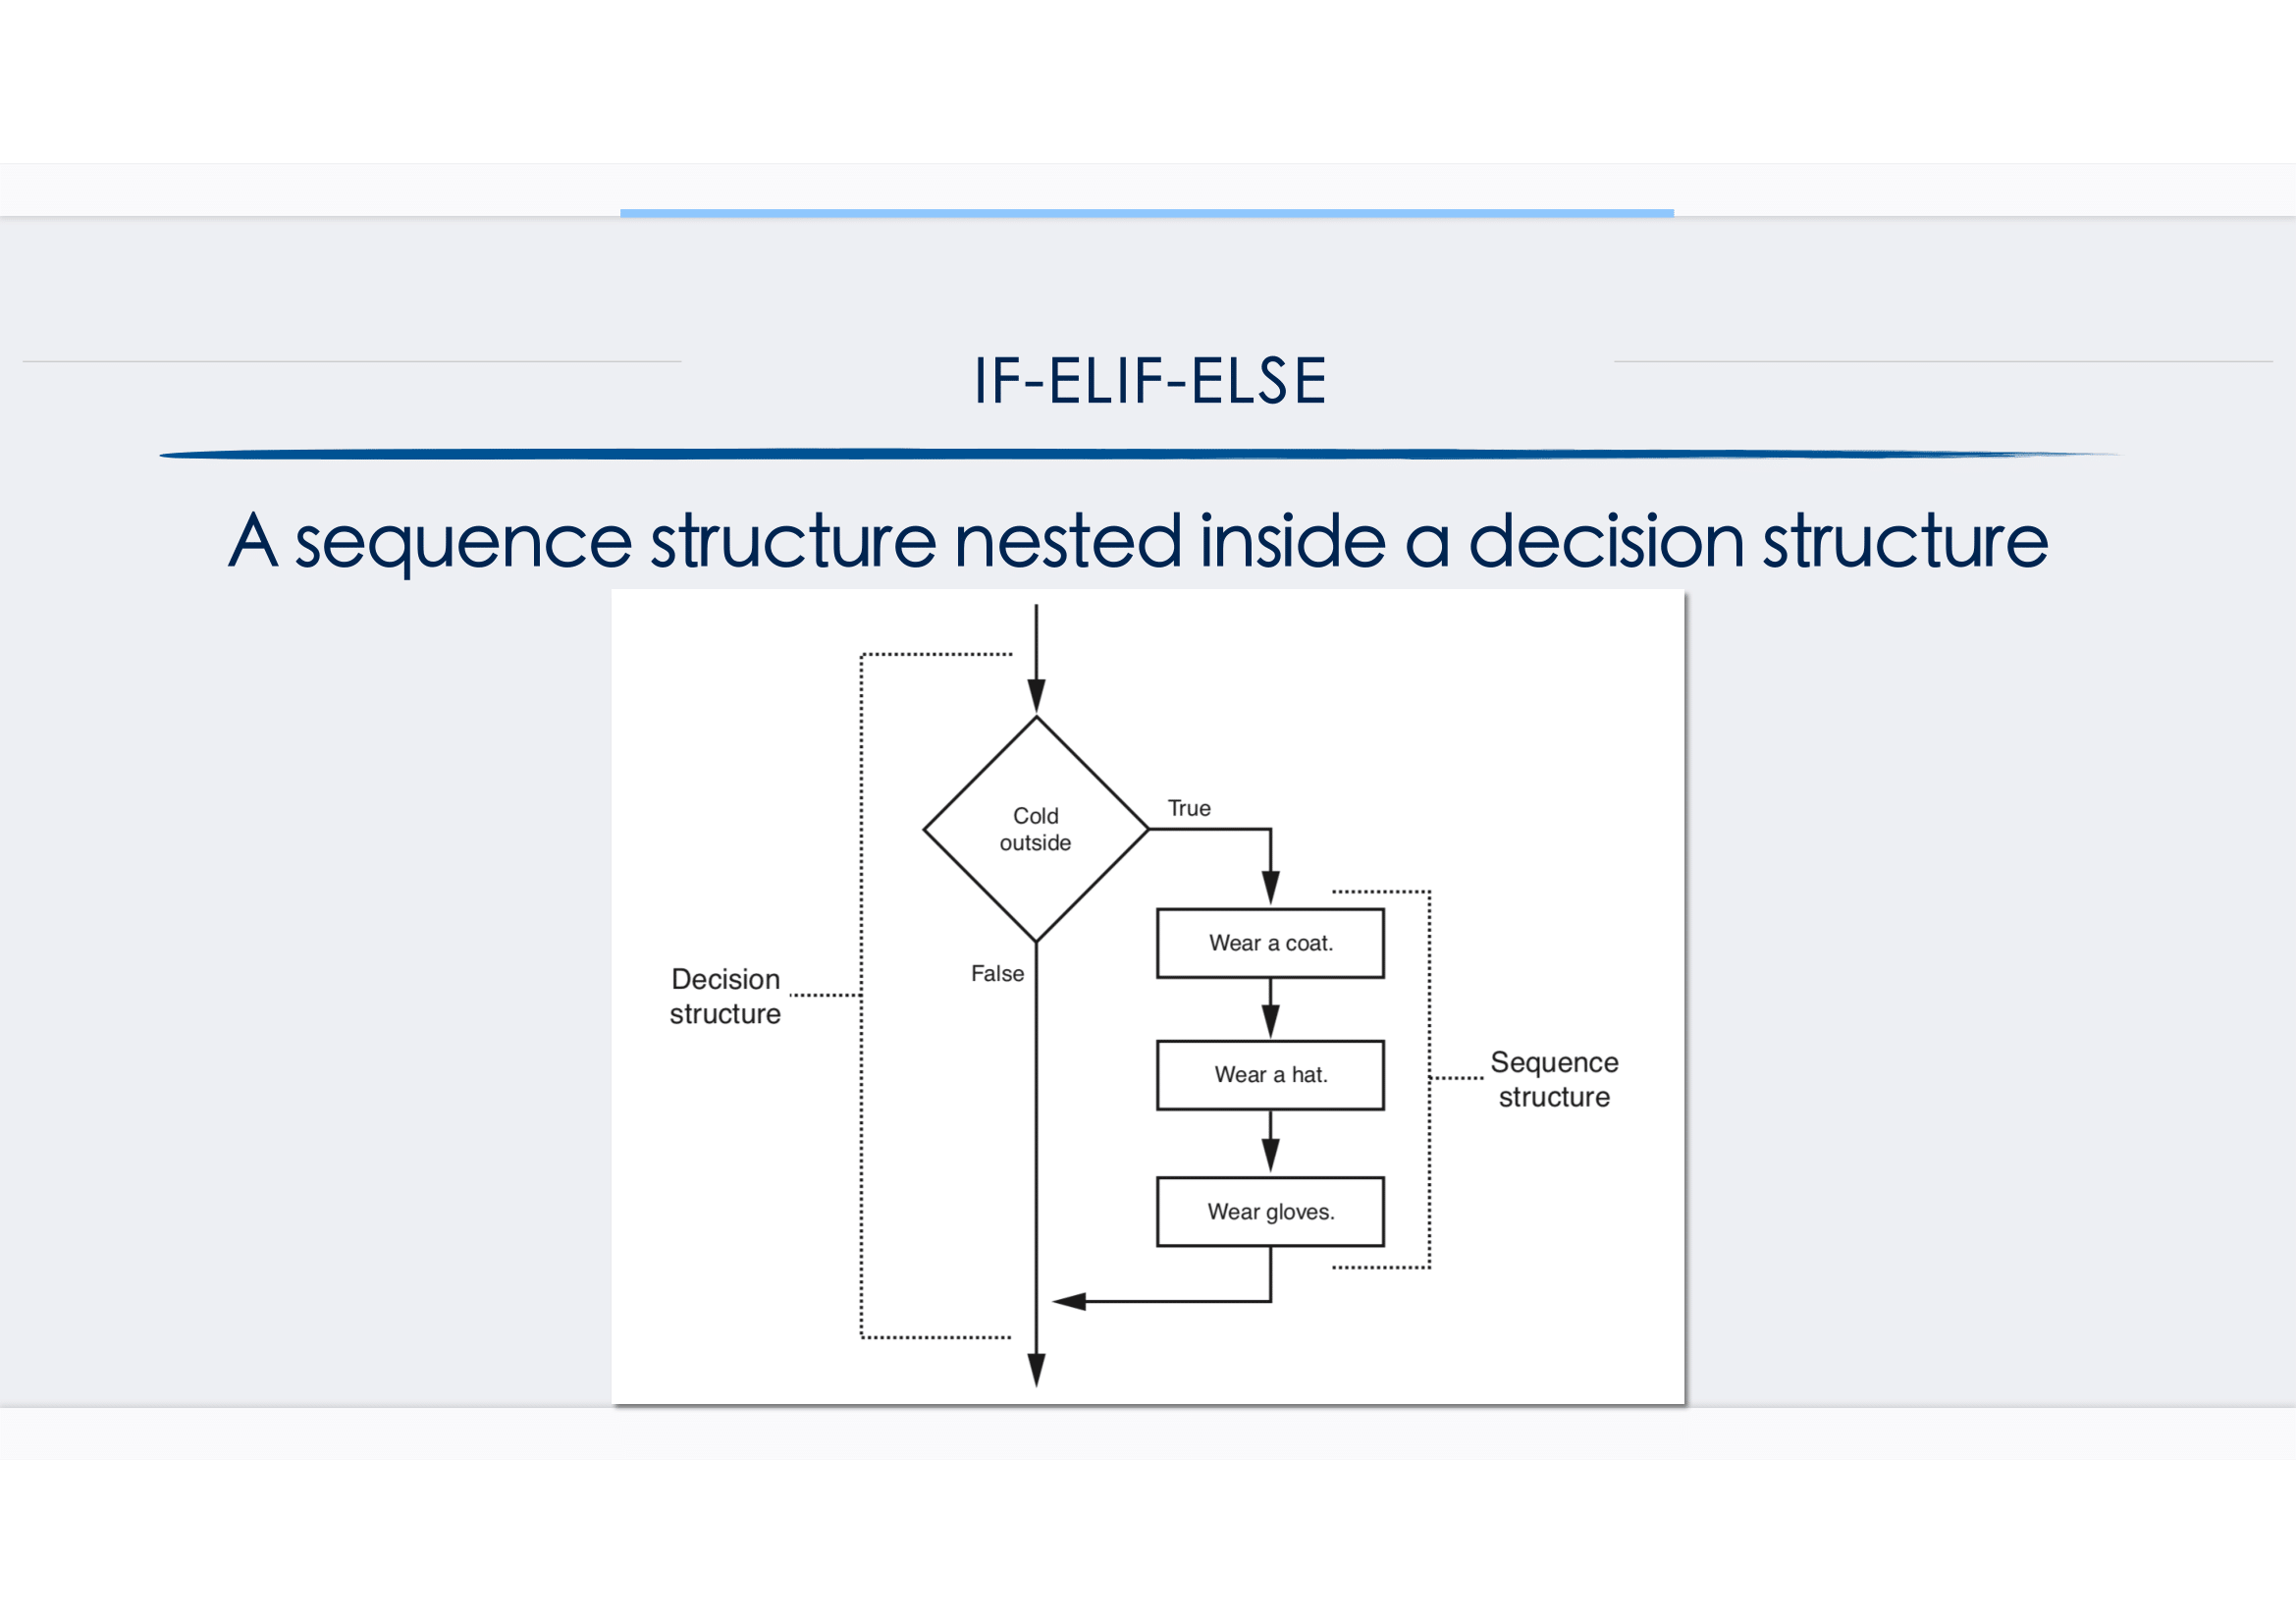 IF-ELIF-ELSE
A sequence structure nested inside a decision structure
Cold
outside
True
False
Wear a coat.
Wear a hat.
Wear gloves.
Decision
structure
Sequence
structure